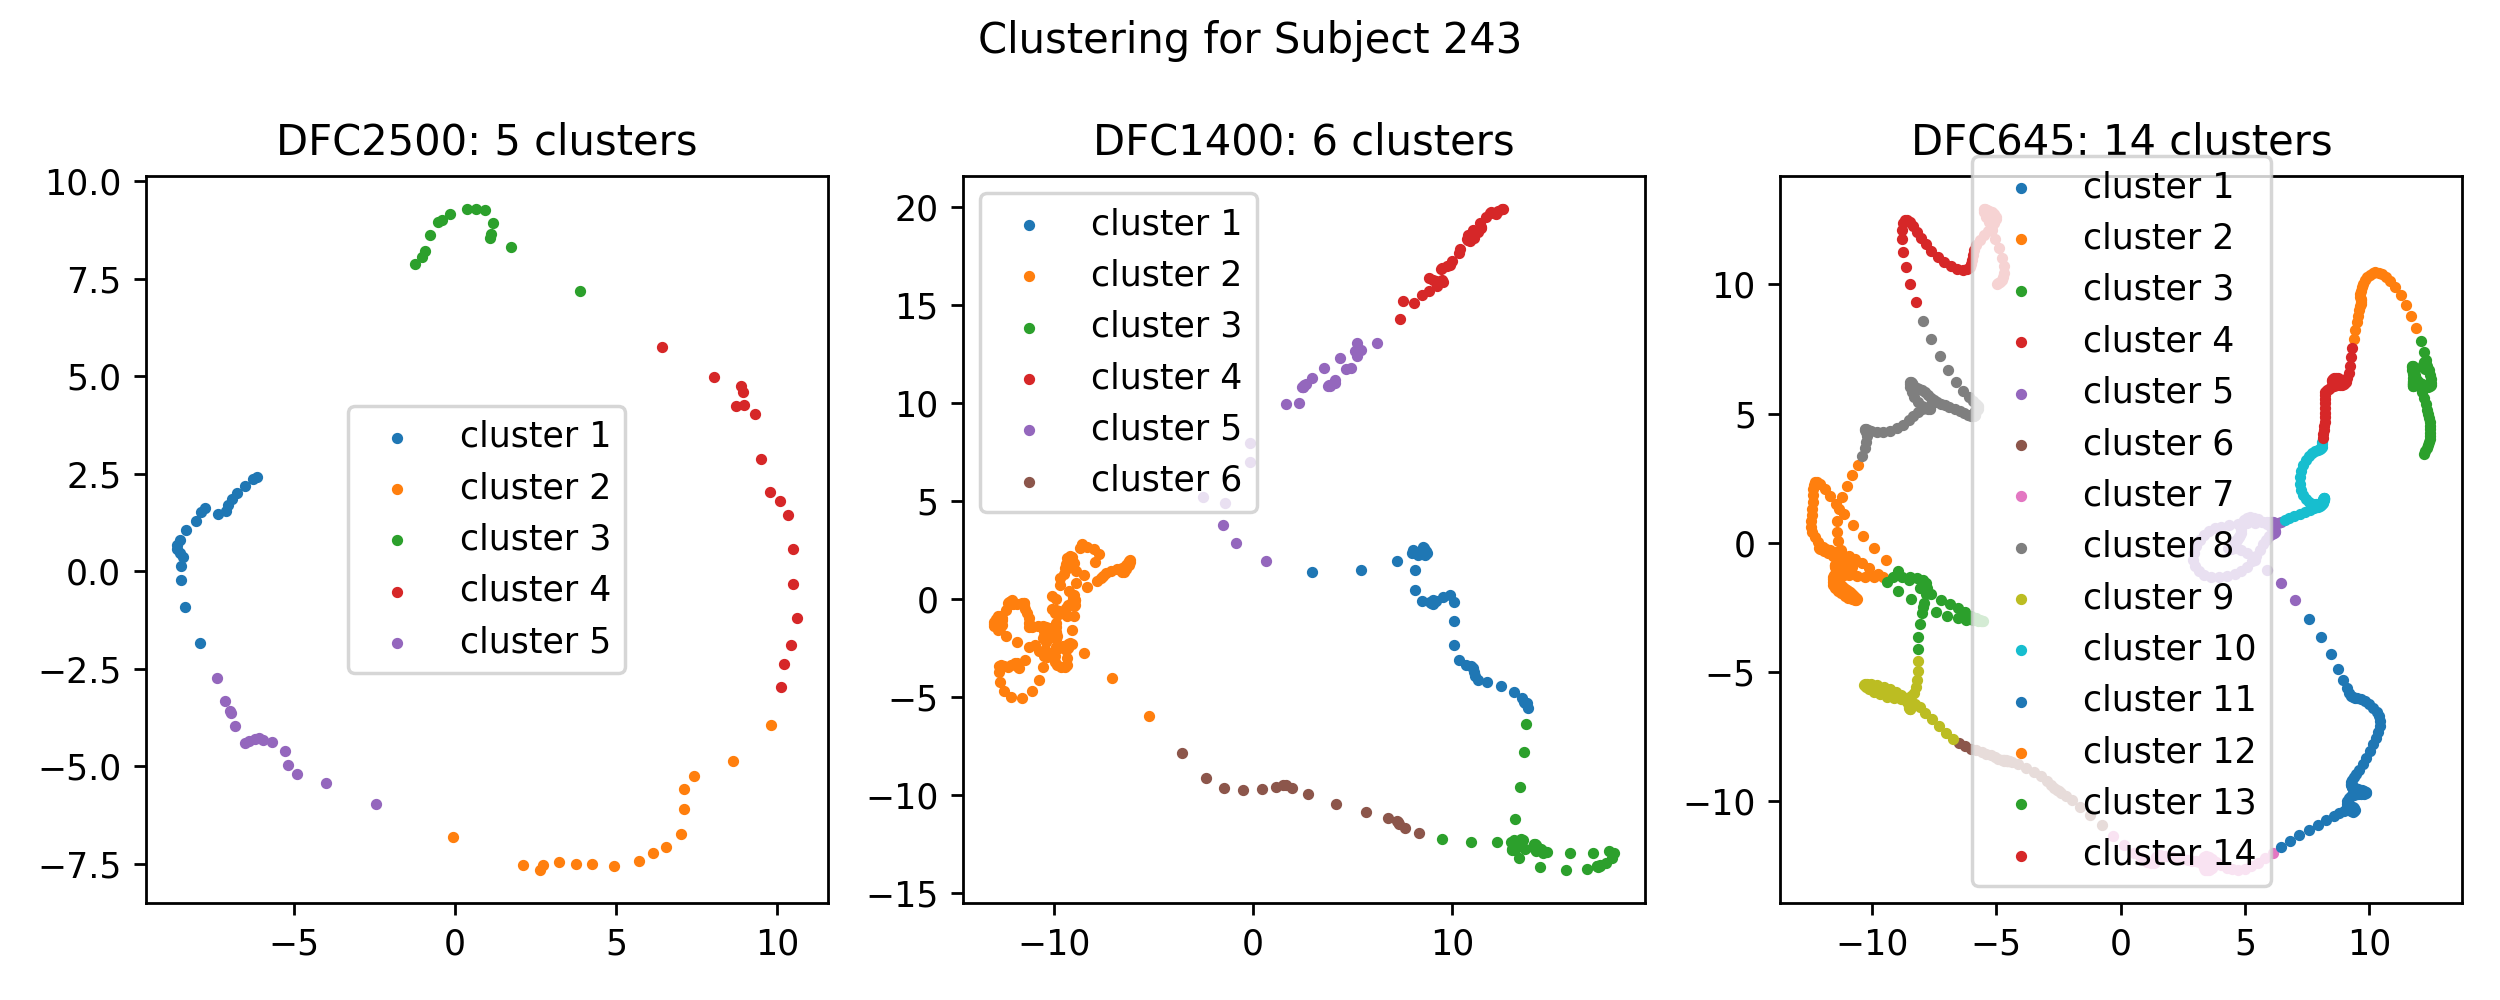 Clustering for Subject 243
DFC2500: 5 clusters
10.0
7.5
5.0
2.5
0.0
−2.5
−5.0
−7.5
−5
0
5
10
cluster 1
cluster 2
cluster 3
cluster 4
cluster 5
DFC1400: 6 clusters
20
15
10
5
0
−5
−10
−15
−10
0
10
cluster 1
cluster 2
cluster 3
cluster 4
cluster 5
cluster 6
DFC645: 14 clusters
10
5
0
−5
−10
−10
−5
0
5
10
cluster 1
cluster 2
cluster 3
cluster 4
cluster 5
cluster 6
cluster 7
cluster 8
cluster 9
cluster 10
cluster 11
cluster 12
cluster 13
cluster 14